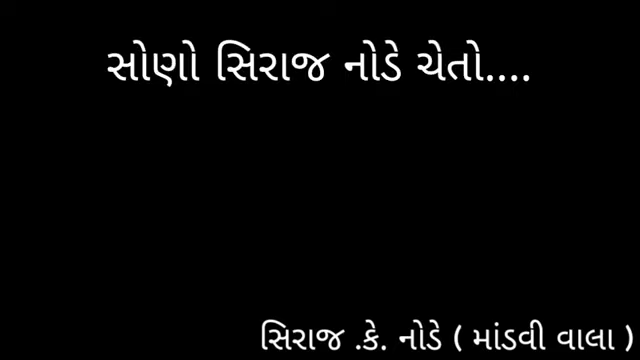 સોણો સિરાજ નોડે ચેતો....
સિરાજ .કે. નોડે ( માંડવી વાલા )